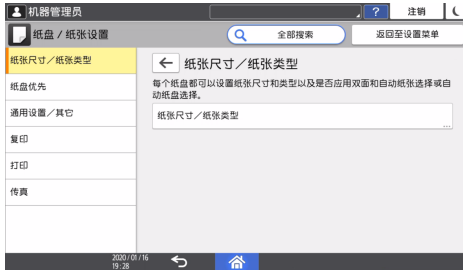 机器管理员
?
注销
纸盘 / 纸张设置
全部搜索
返回至设置菜单
纸张尺寸／纸张类型
纸盘优先
通用设置／其它
复印
打印
传真
纸张尺寸／纸张类型
每个纸盘都可以设置纸张尺寸和类型以及是否应用双面和自动纸张选择或自
动纸盘选择。
纸张尺寸／纸张类型
...
2020 / 01 / 16
19 : 28